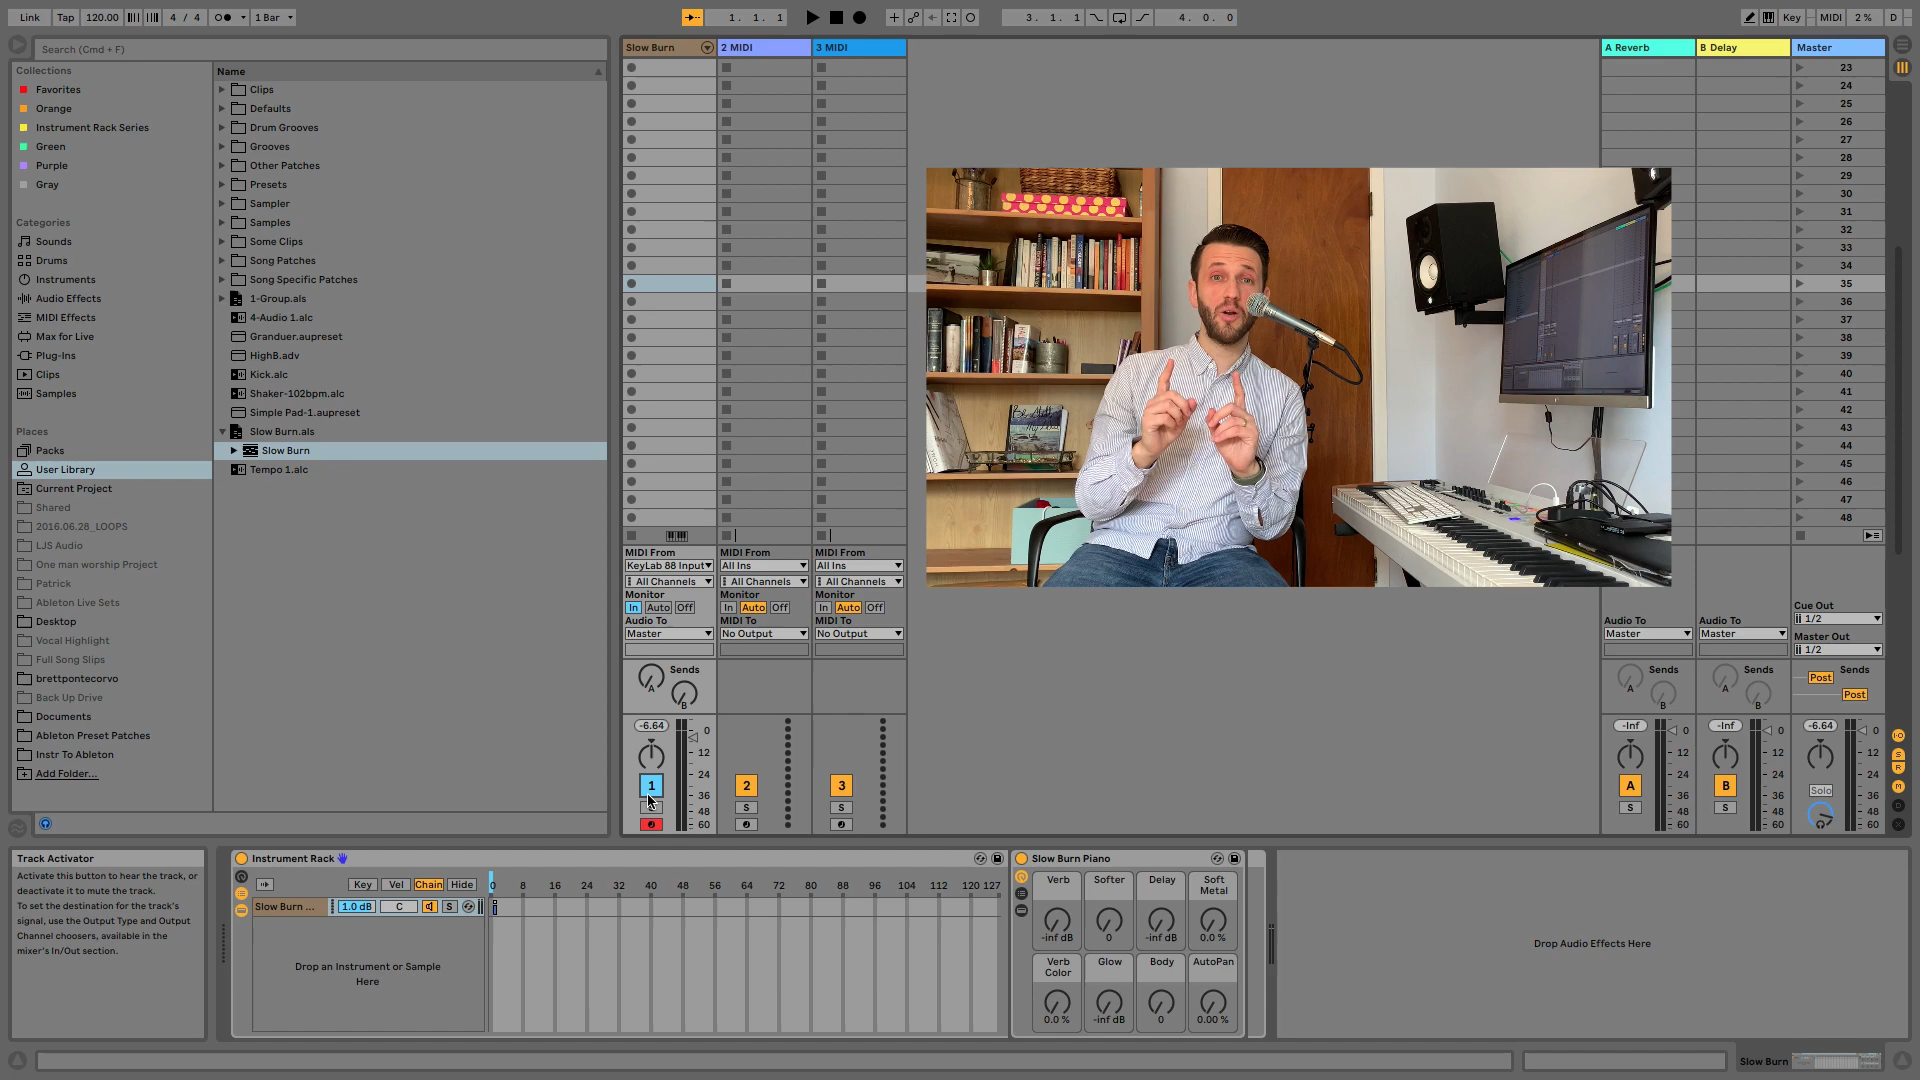 Link Tap 120.00 4 / 4 1 Bar 1. 1. 1 3. 1. 1 4. 0. 0 Key MIDI 2 % D
Search (Cmd + F)
Collections
Favorites
Orange
Instrument Rack Series
Green
Purple
Gray
Categories
Sounds
Drums
Instruments
Audio Effects
MIDI Effects
Max for Live
Plug-Ins
Clips
Samples
Places
Packs
User Library
Current Project
Shared
2016.06.28_LOOPS
LJS Audio
One man worship Project
Patrick
Ableton Live Sets
Desktop
Vocal Highlight
Full Song Slips
brettpontecorvo
Back Up Drive
Documents
Ableton Preset Patches
Instr To Ableton
Add Folder...
Name
Clips
Defaults
Drum Grooves
Grooves
Other Patches
Presets
Sampler
Samples
Some Clips
Song Patches
Song Specific Patches
1-Group.als
4-Audio 1.alc
Granduer.aupreset
HighB.adv
Kick.alc
Shaker-102bpm.alc
Simple Pad-1.aupreset
Slow Burn.als
Slow Burn
Tempo 1.alc
Slow Burn 2 MIDI 3 MIDI A Reverb B Delay Master
23
24
25
26
27
28
29
30
31
32
33
34
35
36
37
38
39
40
41
42
43
44
45
46
47
48
MIDI From MIDI From MIDI From
KeyLab 88 Input All Ins All Ins
All Channels All Channels All Channels
Monitor Monitor Monitor
In Auto Off In Auto Off In Auto Off
Audio To MIDI To MIDI To
Master No Output No Output
Sends
A
B
-6.64
0
12
24
36
48
60
1 2 3
S S
Cue Out
1/2
Audio To Audio To Master Out
Master Master 1/2
Sends Sends Sends
A A Post
B B Post
-Inf -Inf -6.64
0 0 0
12 12 12
24 24 24
A B Solo
36 36 36
S S
48 48 48
60 60 60
Track Activator
Activate this button to hear the track, or
deactivate it to mute the track.
To set the destination for the track's
signal, use the Output Type and Output
Channel choosers, available in the
mixer's In/Out section.
Instrument Rack
Key Vel Chain Hide 0 8 16 24 32 40 48 56 64 72 80 88 96 104 112 120 127
Slow Burn ... 1.0 dB C S
Drop an Instrument or Sample
Here
Slow Burn Piano
Verb Softer Delay Soft Metal
-inf dB 0 -inf dB 0.0 %
Verb Color Glow Body AutoPan
0.0 % -inf dB 0 0.00 %
Drop Audio Effects Here
Slow Burn